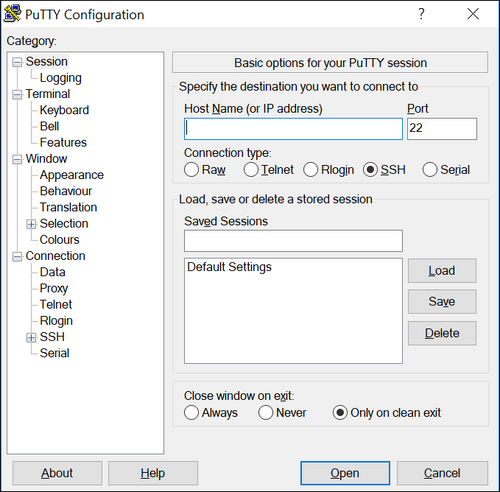 PuTTY Configuration
Category:
Session
Logging
Terminal
Keyboard
Bell
Features
Window
Appearance
Behaviour
Translation
Selection
Colours
Connection
Data
Proxy
Telnet
Rlogin
SSH
Serial
Basic options for your PuTTY session
Specify the destination you want to connect to
Host Name (or IP address) Port
22
Connection type:
Raw Telnet Rlogin SSH Serial
Load, save or delete a stored session
Saved Sessions
Default Settings
Load
Save
Delete
Close window on exit:
Always Never Only on clean exit
About Help Open Cancel